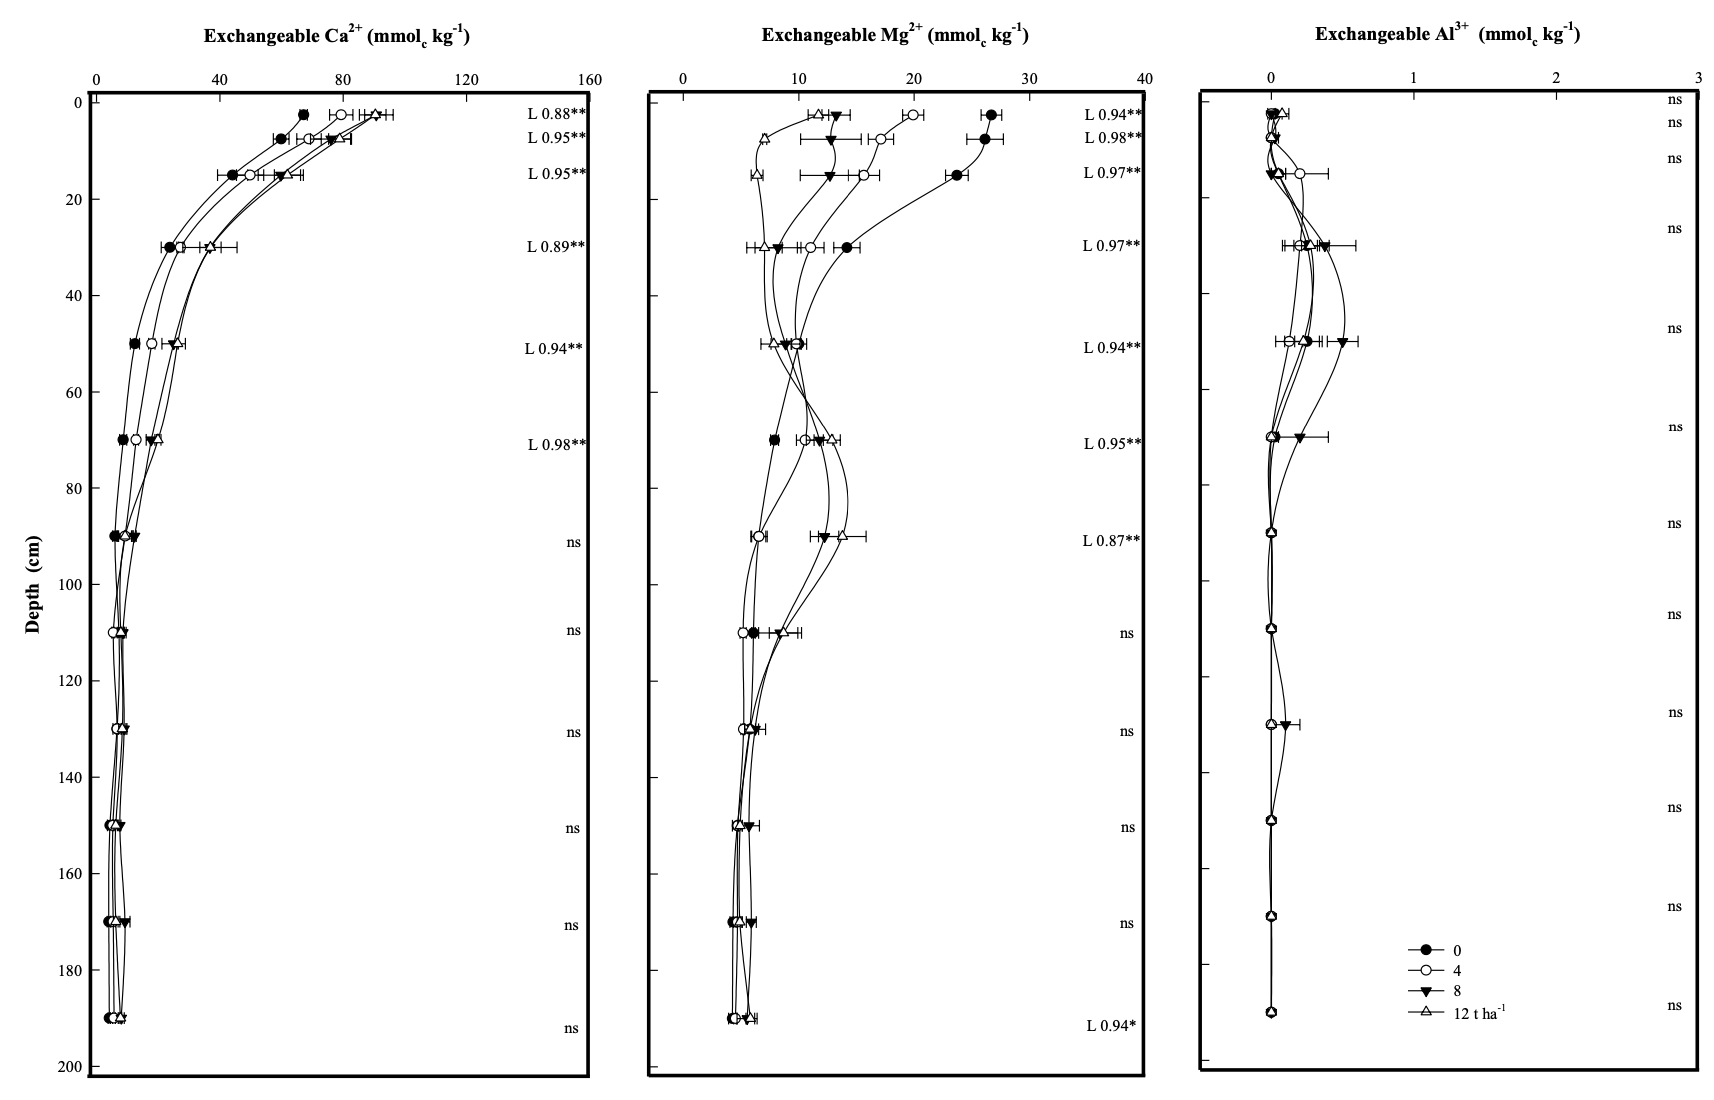 Exchangeable Ca2+ (mmolc kg-1)
Exchangeable Mg2+ (mmolc kg-1)
Exchangeable Al3+ (mmolc kg-1)
0 40 80 120 160
0 10 20 30 40
0 1 2 3
Depth (cm)
0
20
40
60
80
100
120
140
160
180
200
L 0.88**
L 0.95**
L 0.95**
L 0.89**
L 0.94**
L 0.98**
ns
ns
ns
ns
ns
ns
L 0.94**
L 0.98**
L 0.97**
L 0.97**
L 0.94**
L 0.95**
L 0.87**
ns
ns
ns
ns
L 0.94*
ns
ns
ns
ns
ns
ns
ns
ns
ns
ns
ns
ns
0
4
8
12 t ha-1